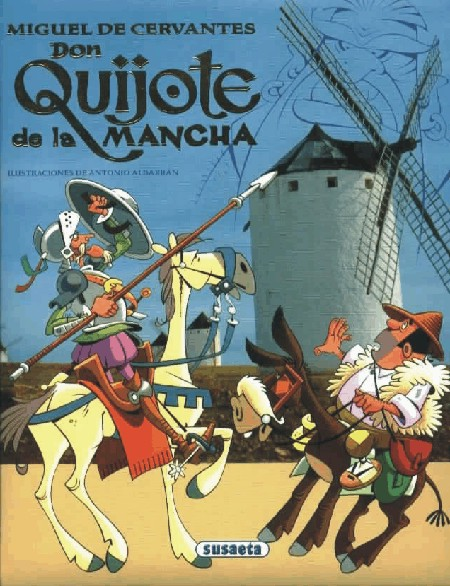 MIGUEL DE CERVANTES
Don
Quijote
de la MANCHA
ILUSTRACIONES DE ANTONIO ALBARRÁN
susaeta